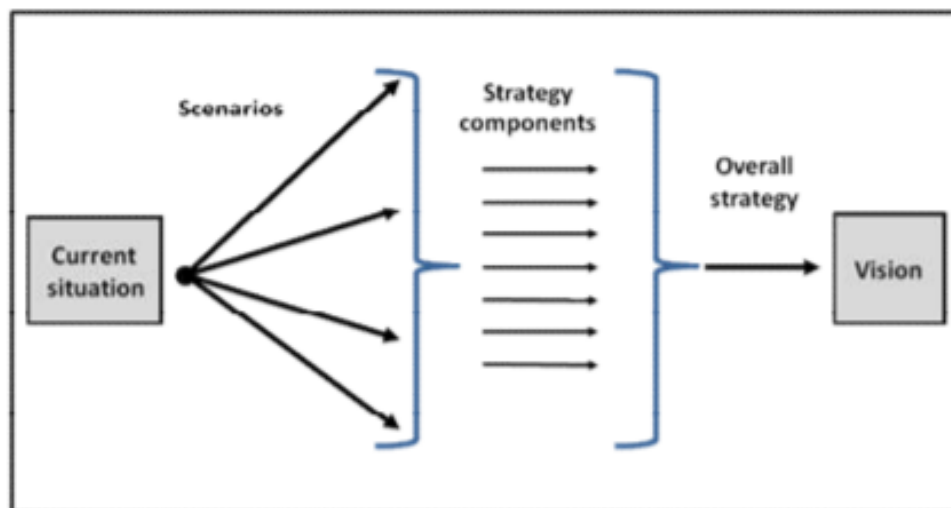 Scenarios
Strategy
components
Overall
strategy
Current
situation
Vision